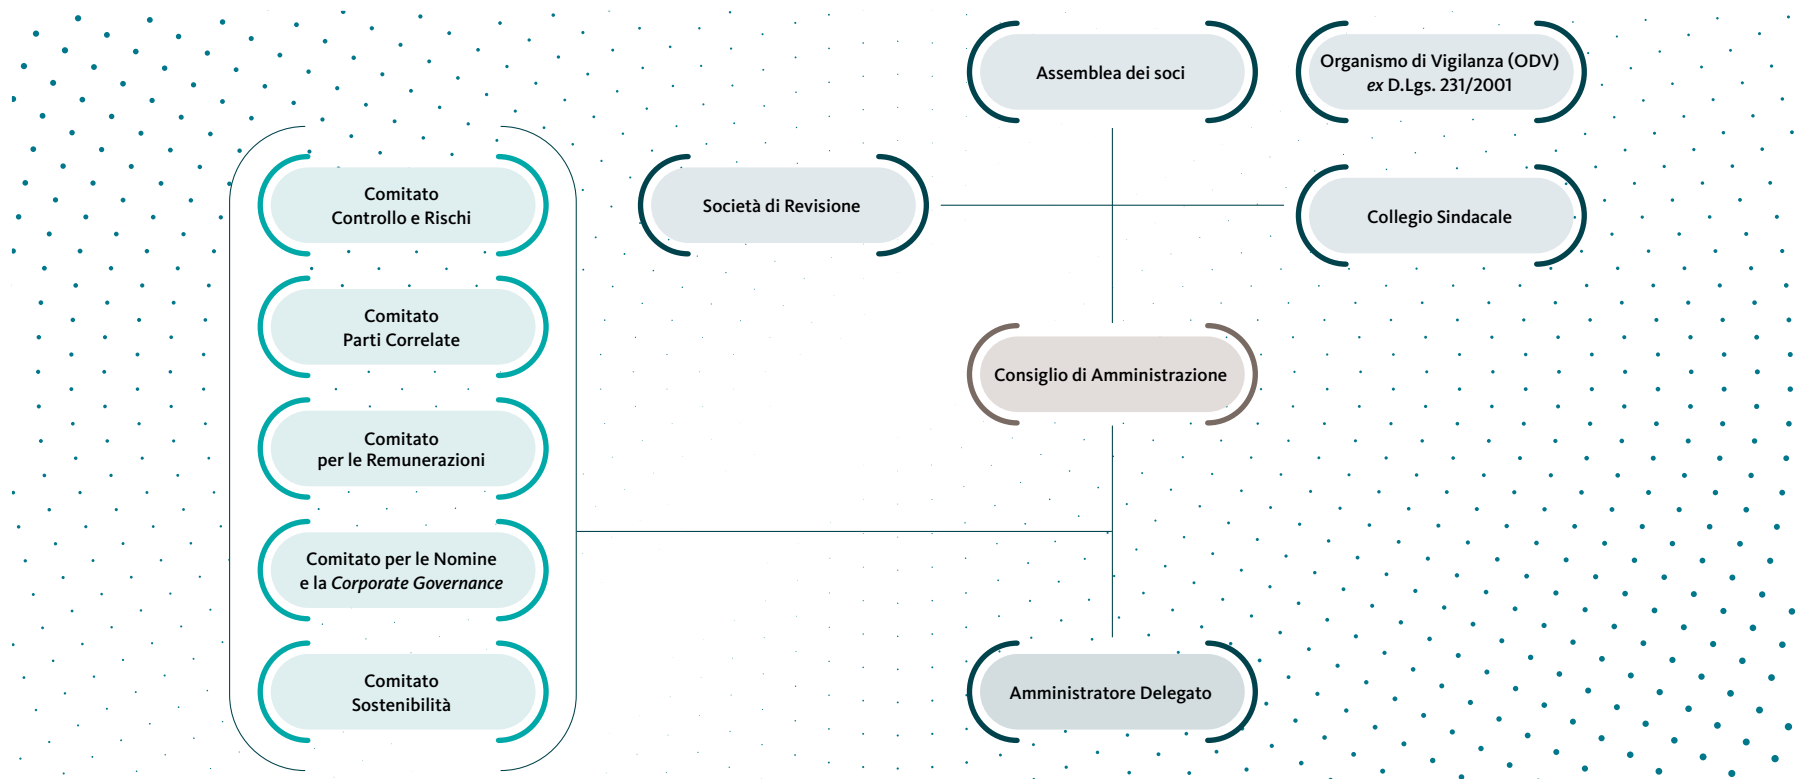 Assemblea dei soci
Organismo di Vigilanza (ODV)
ex D.Lgs. 231/2001
Società di Revisione
Collegio Sindacale
Consiglio di Amministrazione
Comitato
Controllo e Rischi
Comitato
Parti Correlate
Comitato
per le Remunerazioni
Comitato per le Nomine
e la Corporate Governance
Comitato
Sostenibilità
Amministratore Delegato